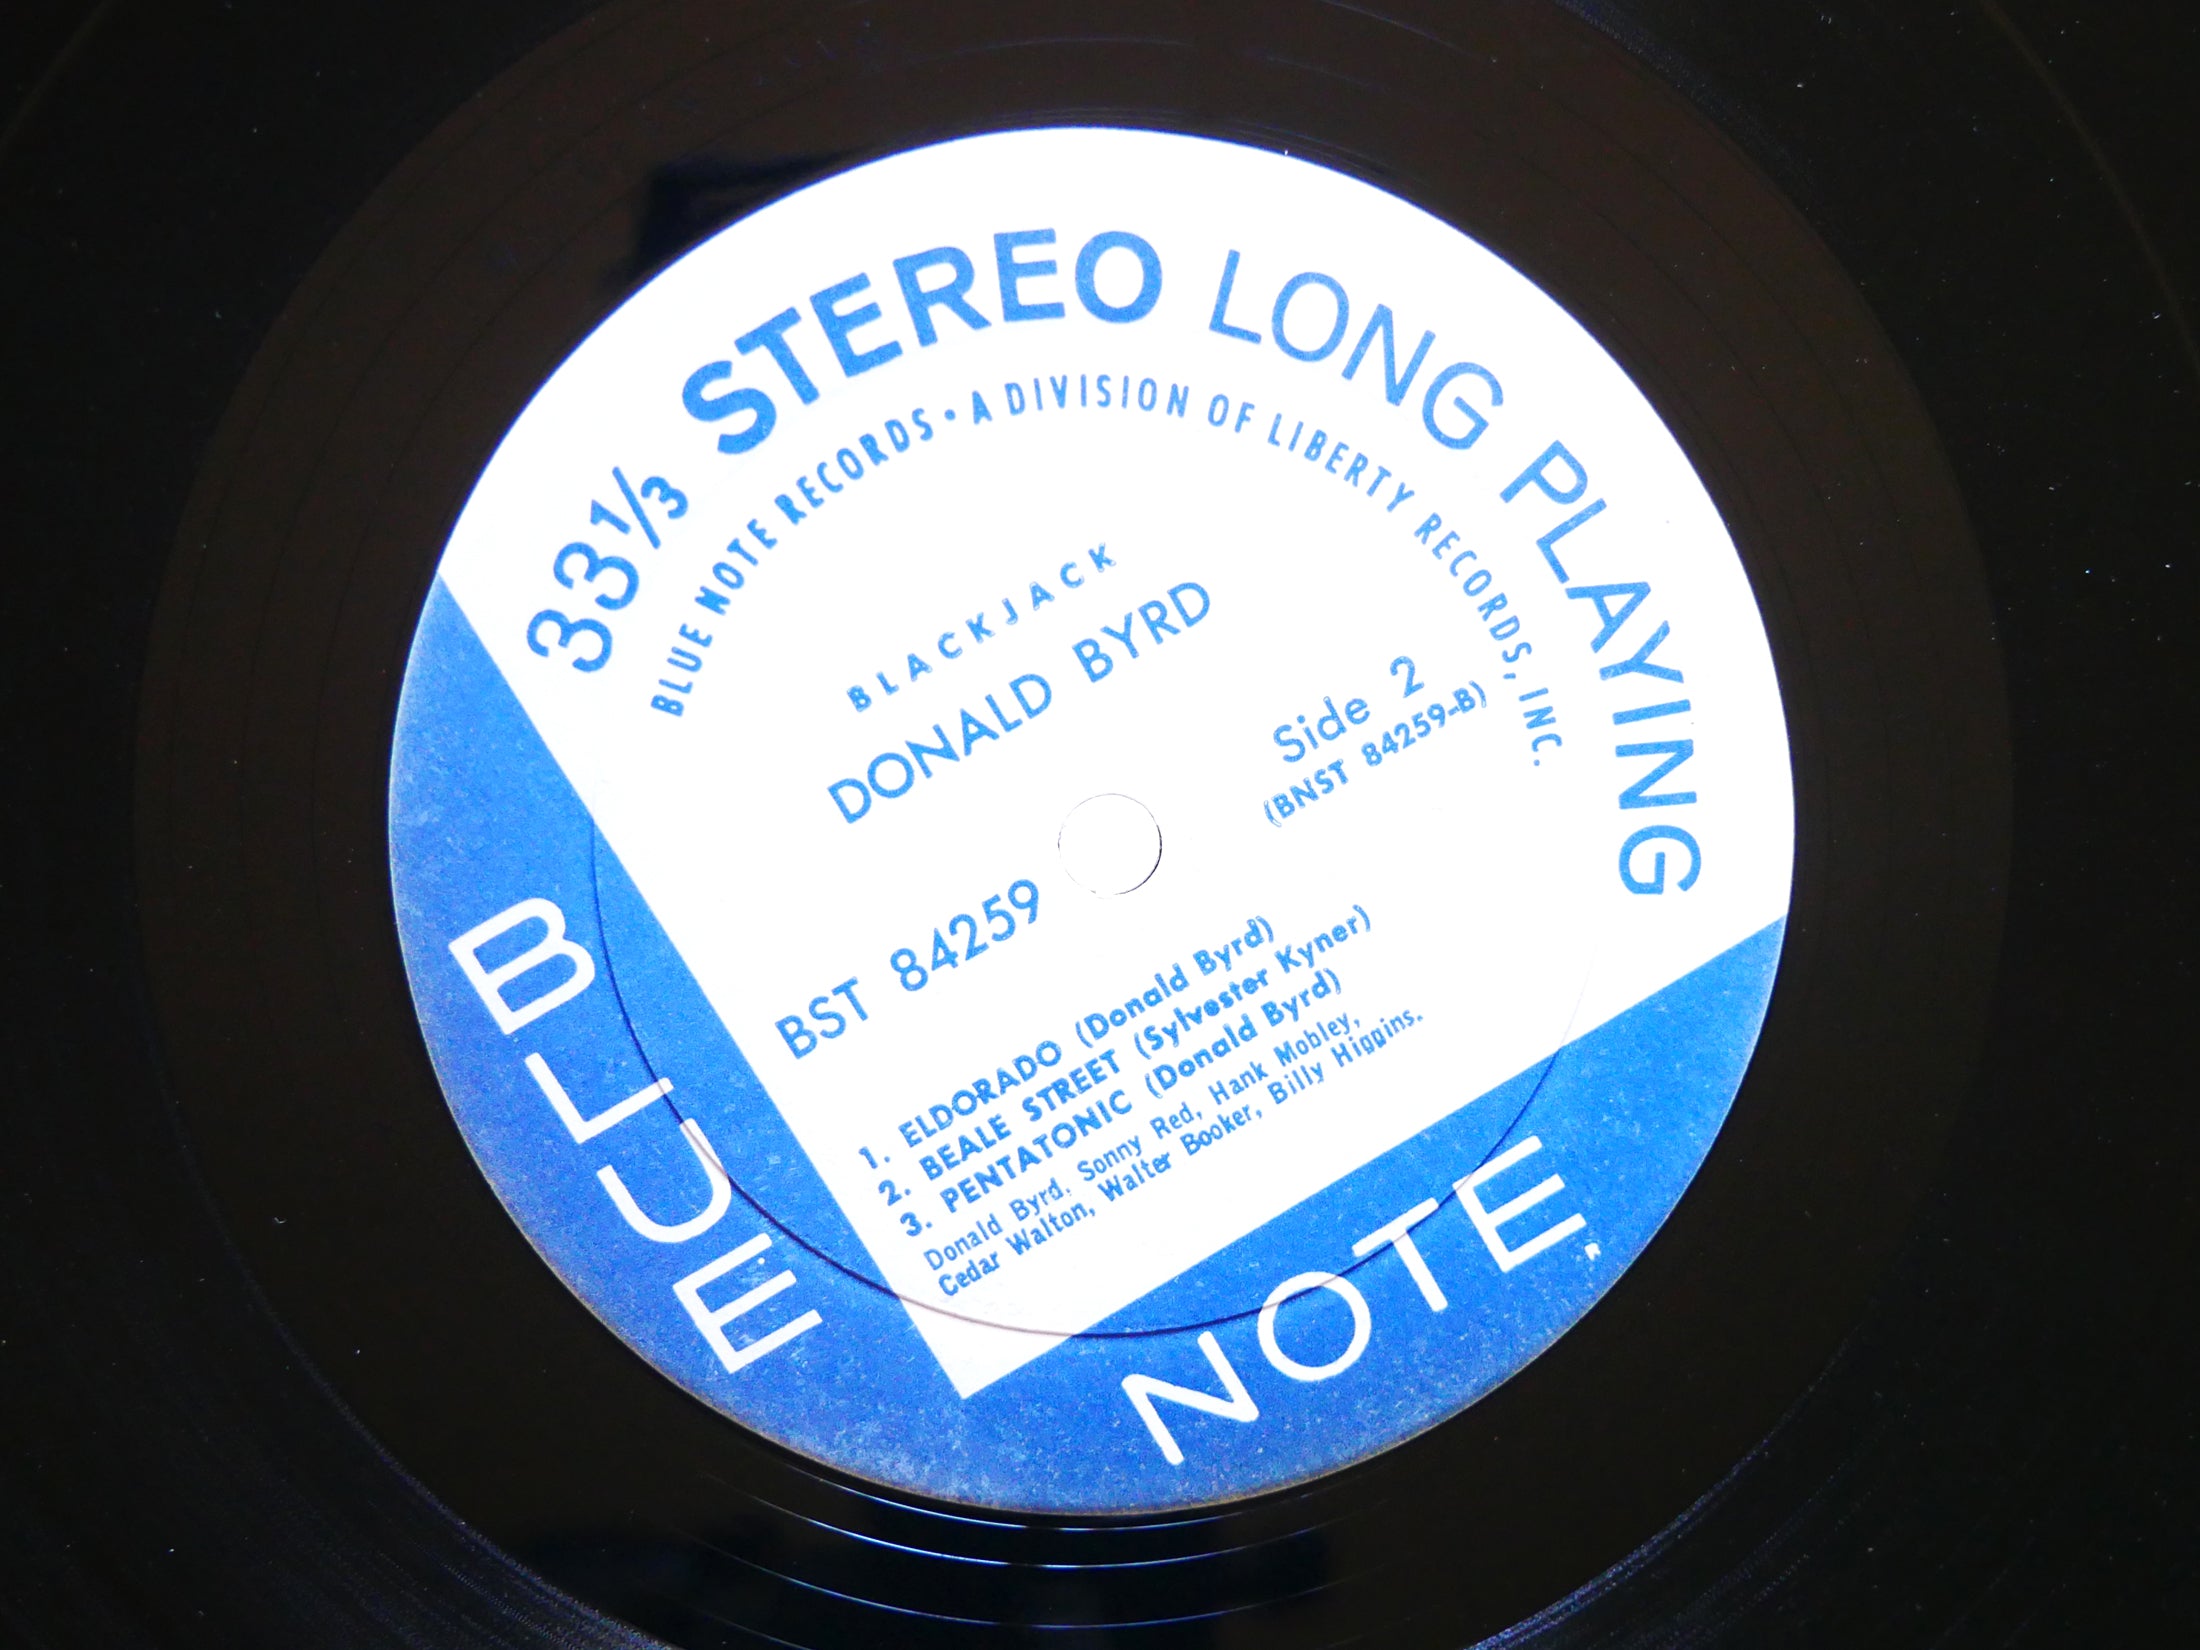 33 1/3 STEREO LONG PLAYING
BLUE NOTE RECORDS • A DIVISION OF LIBERTY RECORDS, INC.
BLACKJACK
DONALD BYRD
Side 2
(BNST 84259-B)
BST 84259
1. ELDORADO (Donald Byrd)
2. BEALE STREET (Sylvester Kyner)
3. PENTATONIC (Donald Byrd)
Donald Byrd, Sonny Red, Hank Mobley,
Cedar Walton, Walter Booker, Billy Higgins.
BLUE
NOTE.